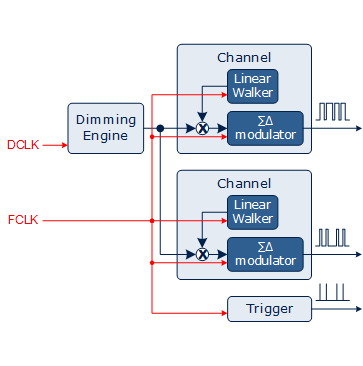 Channel
Linear
Walker
Dimming
Engine
ΣΔ
modulator
DCLK
Channel
Linear
Walker
FCLK
ΣΔ
modulator
Trigger